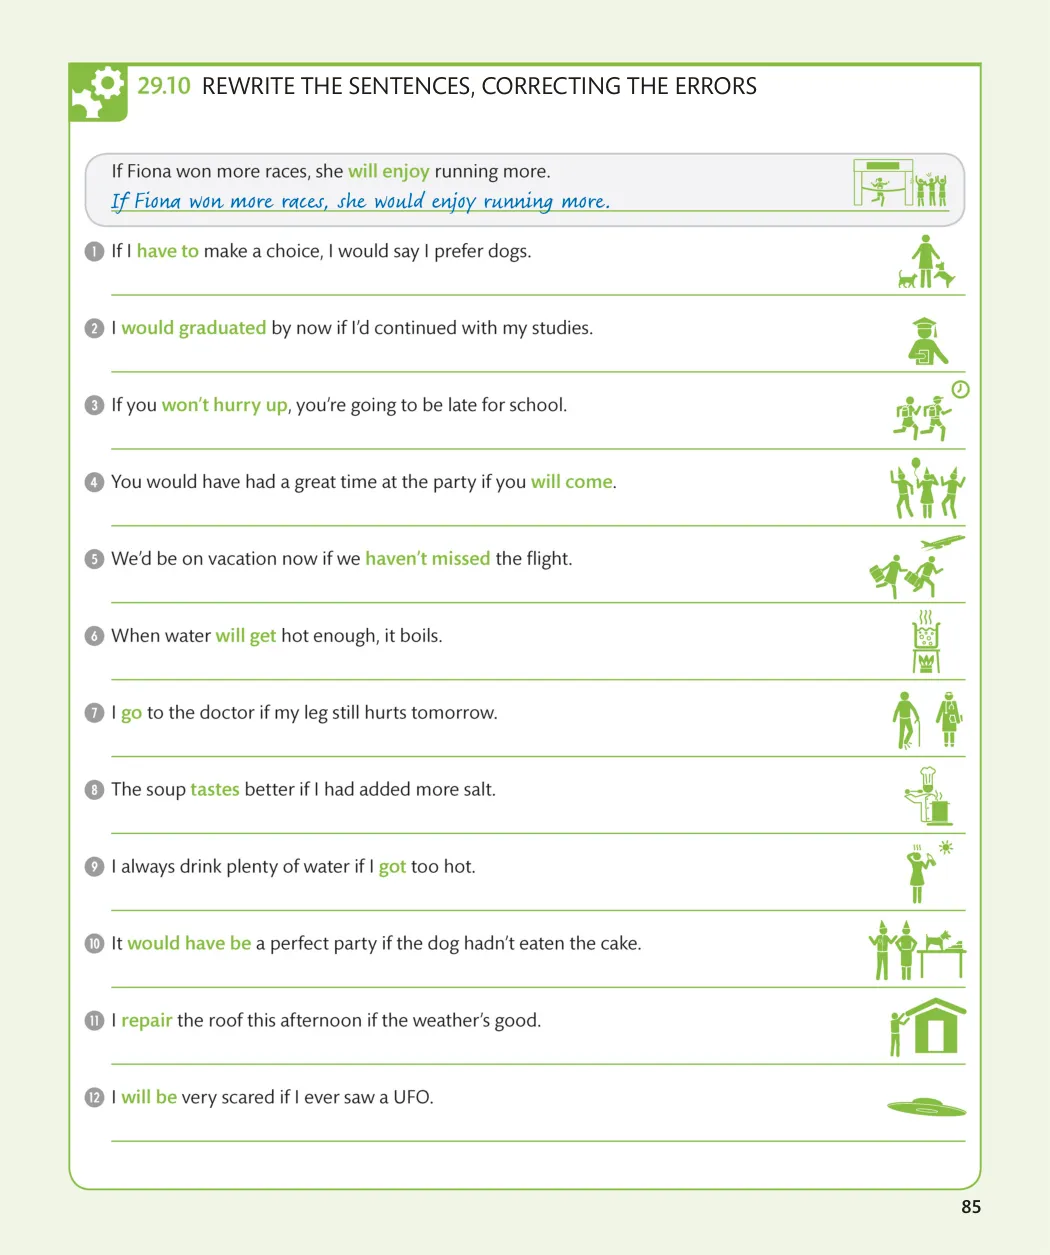 29.10 REWRITE THE SENTENCES, CORRECTING THE ERRORS
If Fiona won more races, she will enjoy running more.
If Fiona won more races, she would enjoy running more.
1 If I have to make a choice, I would say I prefer dogs.
2 I would graduated by now if I’d continued with my studies.
3 If you won’t hurry up, you’re going to be late for school.
4 You would have had a great time at the party if you will come.
5 We’d be on vacation now if we haven’t missed the flight.
6 When water will get hot enough, it boils.
7 I go to the doctor if my leg still hurts tomorrow.
8 The soup tastes better if I had added more salt.
9 I always drink plenty of water if I got too hot.
10 It would have be a perfect party if the dog hadn’t eaten the cake.
11 I repair the roof this afternoon if the weather’s good.
12 I will be very scared if I ever saw a UFO.
85